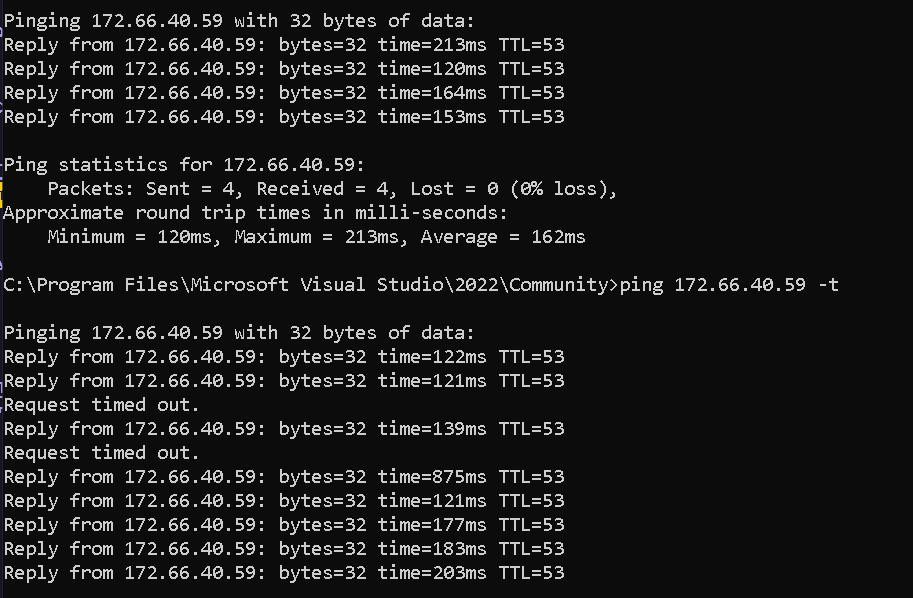 Pinging 172.66.40.59 with 32 bytes of data:
Reply from 172.66.40.59: bytes=32 time=213ms TTL=53
Reply from 172.66.40.59: bytes=32 time=120ms TTL=53
Reply from 172.66.40.59: bytes=32 time=164ms TTL=53
Reply from 172.66.40.59: bytes=32 time=153ms TTL=53

Ping statistics for 172.66.40.59:
    Packets: Sent = 4, Received = 4, Lost = 0 (0% loss),
Approximate round trip times in milli-seconds:
    Minimum = 120ms, Maximum = 213ms, Average = 162ms

C:\Program Files\Microsoft Visual Studio\2022\Community>ping 172.66.40.59 -t

Pinging 172.66.40.59 with 32 bytes of data:
Reply from 172.66.40.59: bytes=32 time=122ms TTL=53
Reply from 172.66.40.59: bytes=32 time=121ms TTL=53
Request timed out.
Reply from 172.66.40.59: bytes=32 time=139ms TTL=53
Request timed out.
Reply from 172.66.40.59: bytes=32 time=875ms TTL=53
Reply from 172.66.40.59: bytes=32 time=121ms TTL=53
Reply from 172.66.40.59: bytes=32 time=177ms TTL=53
Reply from 172.66.40.59: bytes=32 time=183ms TTL=53
Reply from 172.66.40.59: bytes=32 time=203ms TTL=53